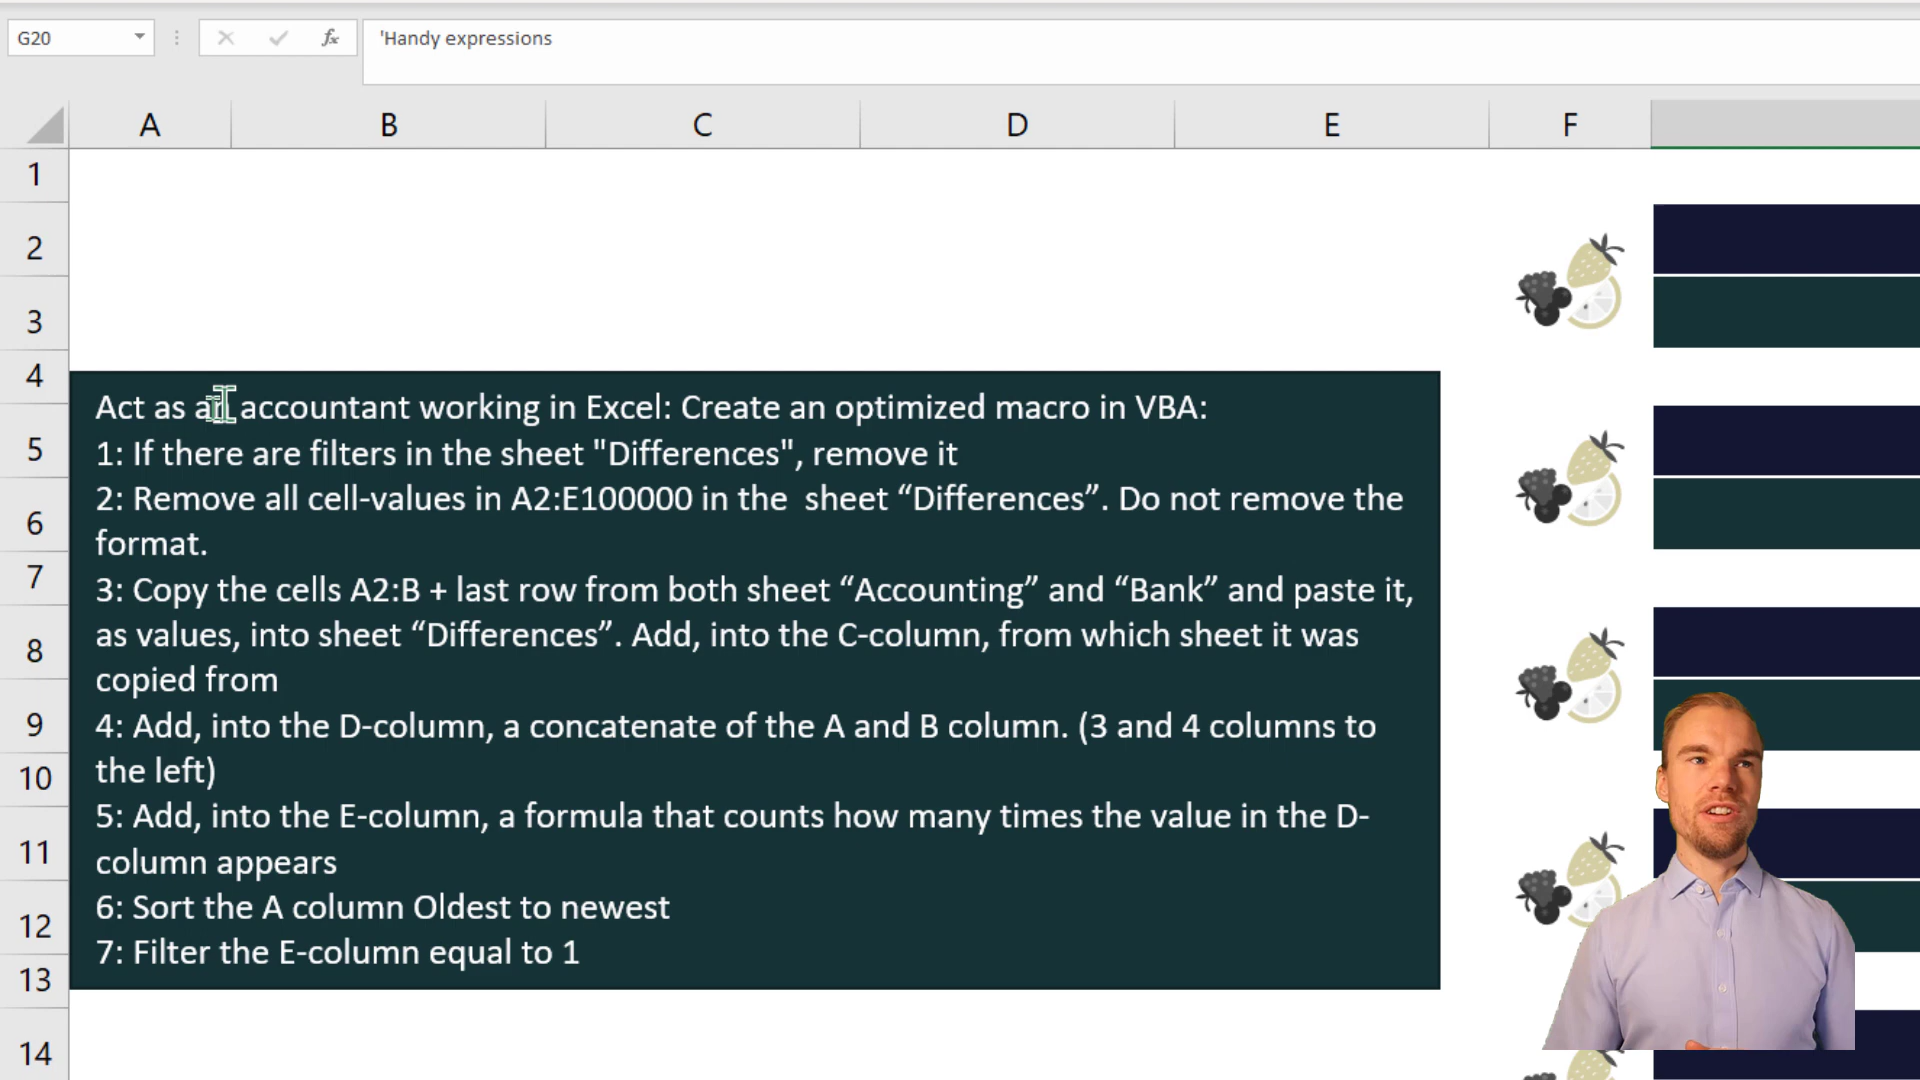 G20
fx
'Handy expressions
A B C D E F
1
2
3
4
5
6
7
8
9
10
11
12
13
14
Act as an accountant working in Excel: Create an optimized macro in VBA:
1: If there are filters in the sheet "Differences", remove it
2: Remove all cell-values in A2:E100000 in the  sheet “Differences”. Do not remove the
format.
3: Copy the cells A2:B + last row from both sheet “Accounting” and “Bank” and paste it,
as values, into sheet “Differences”. Add, into the C-column, from which sheet it was
copied from
4: Add, into the D-column, a concatenate of the A and B column. (3 and 4 columns to
the left)
5: Add, into the E-column, a formula that counts how many times the value in the D-
column appears
6: Sort the A column Oldest to newest
7: Filter the E-column equal to 1